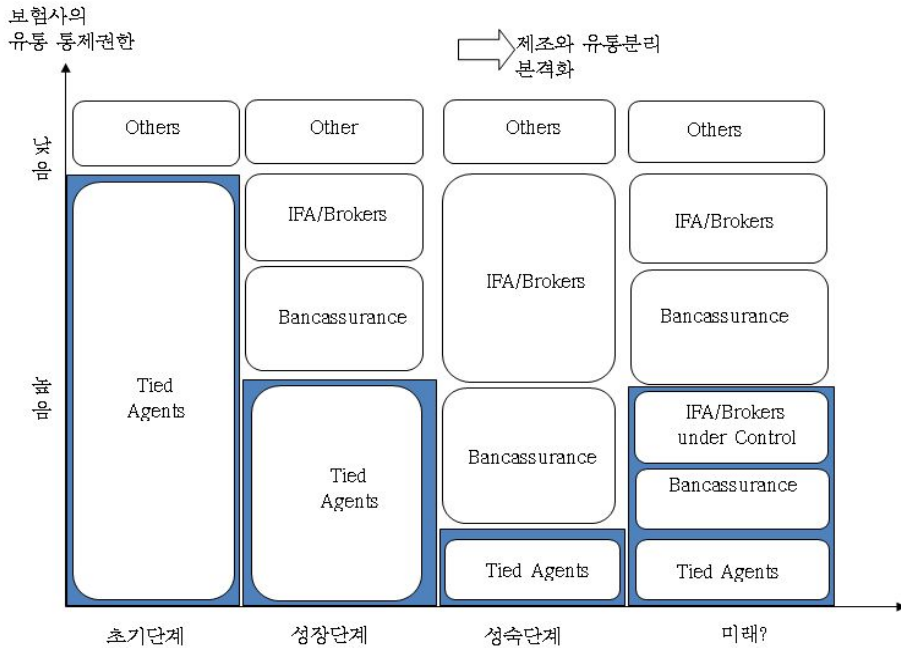 보험사의
유통 통제권한
제조와 유통분리
본격화
낮음
높음
Others
Tied
Agents
Other
IFA/Brokers
Bancassurance
Tied
Agents
Others
IFA/Brokers
Bancassurance
Tied Agents
Others
IFA/Brokers
Bancassurance
IFA/Brokers
under Control
Bancassurance
Tied Agents
초기단계
성장단계
성숙단계
미래?